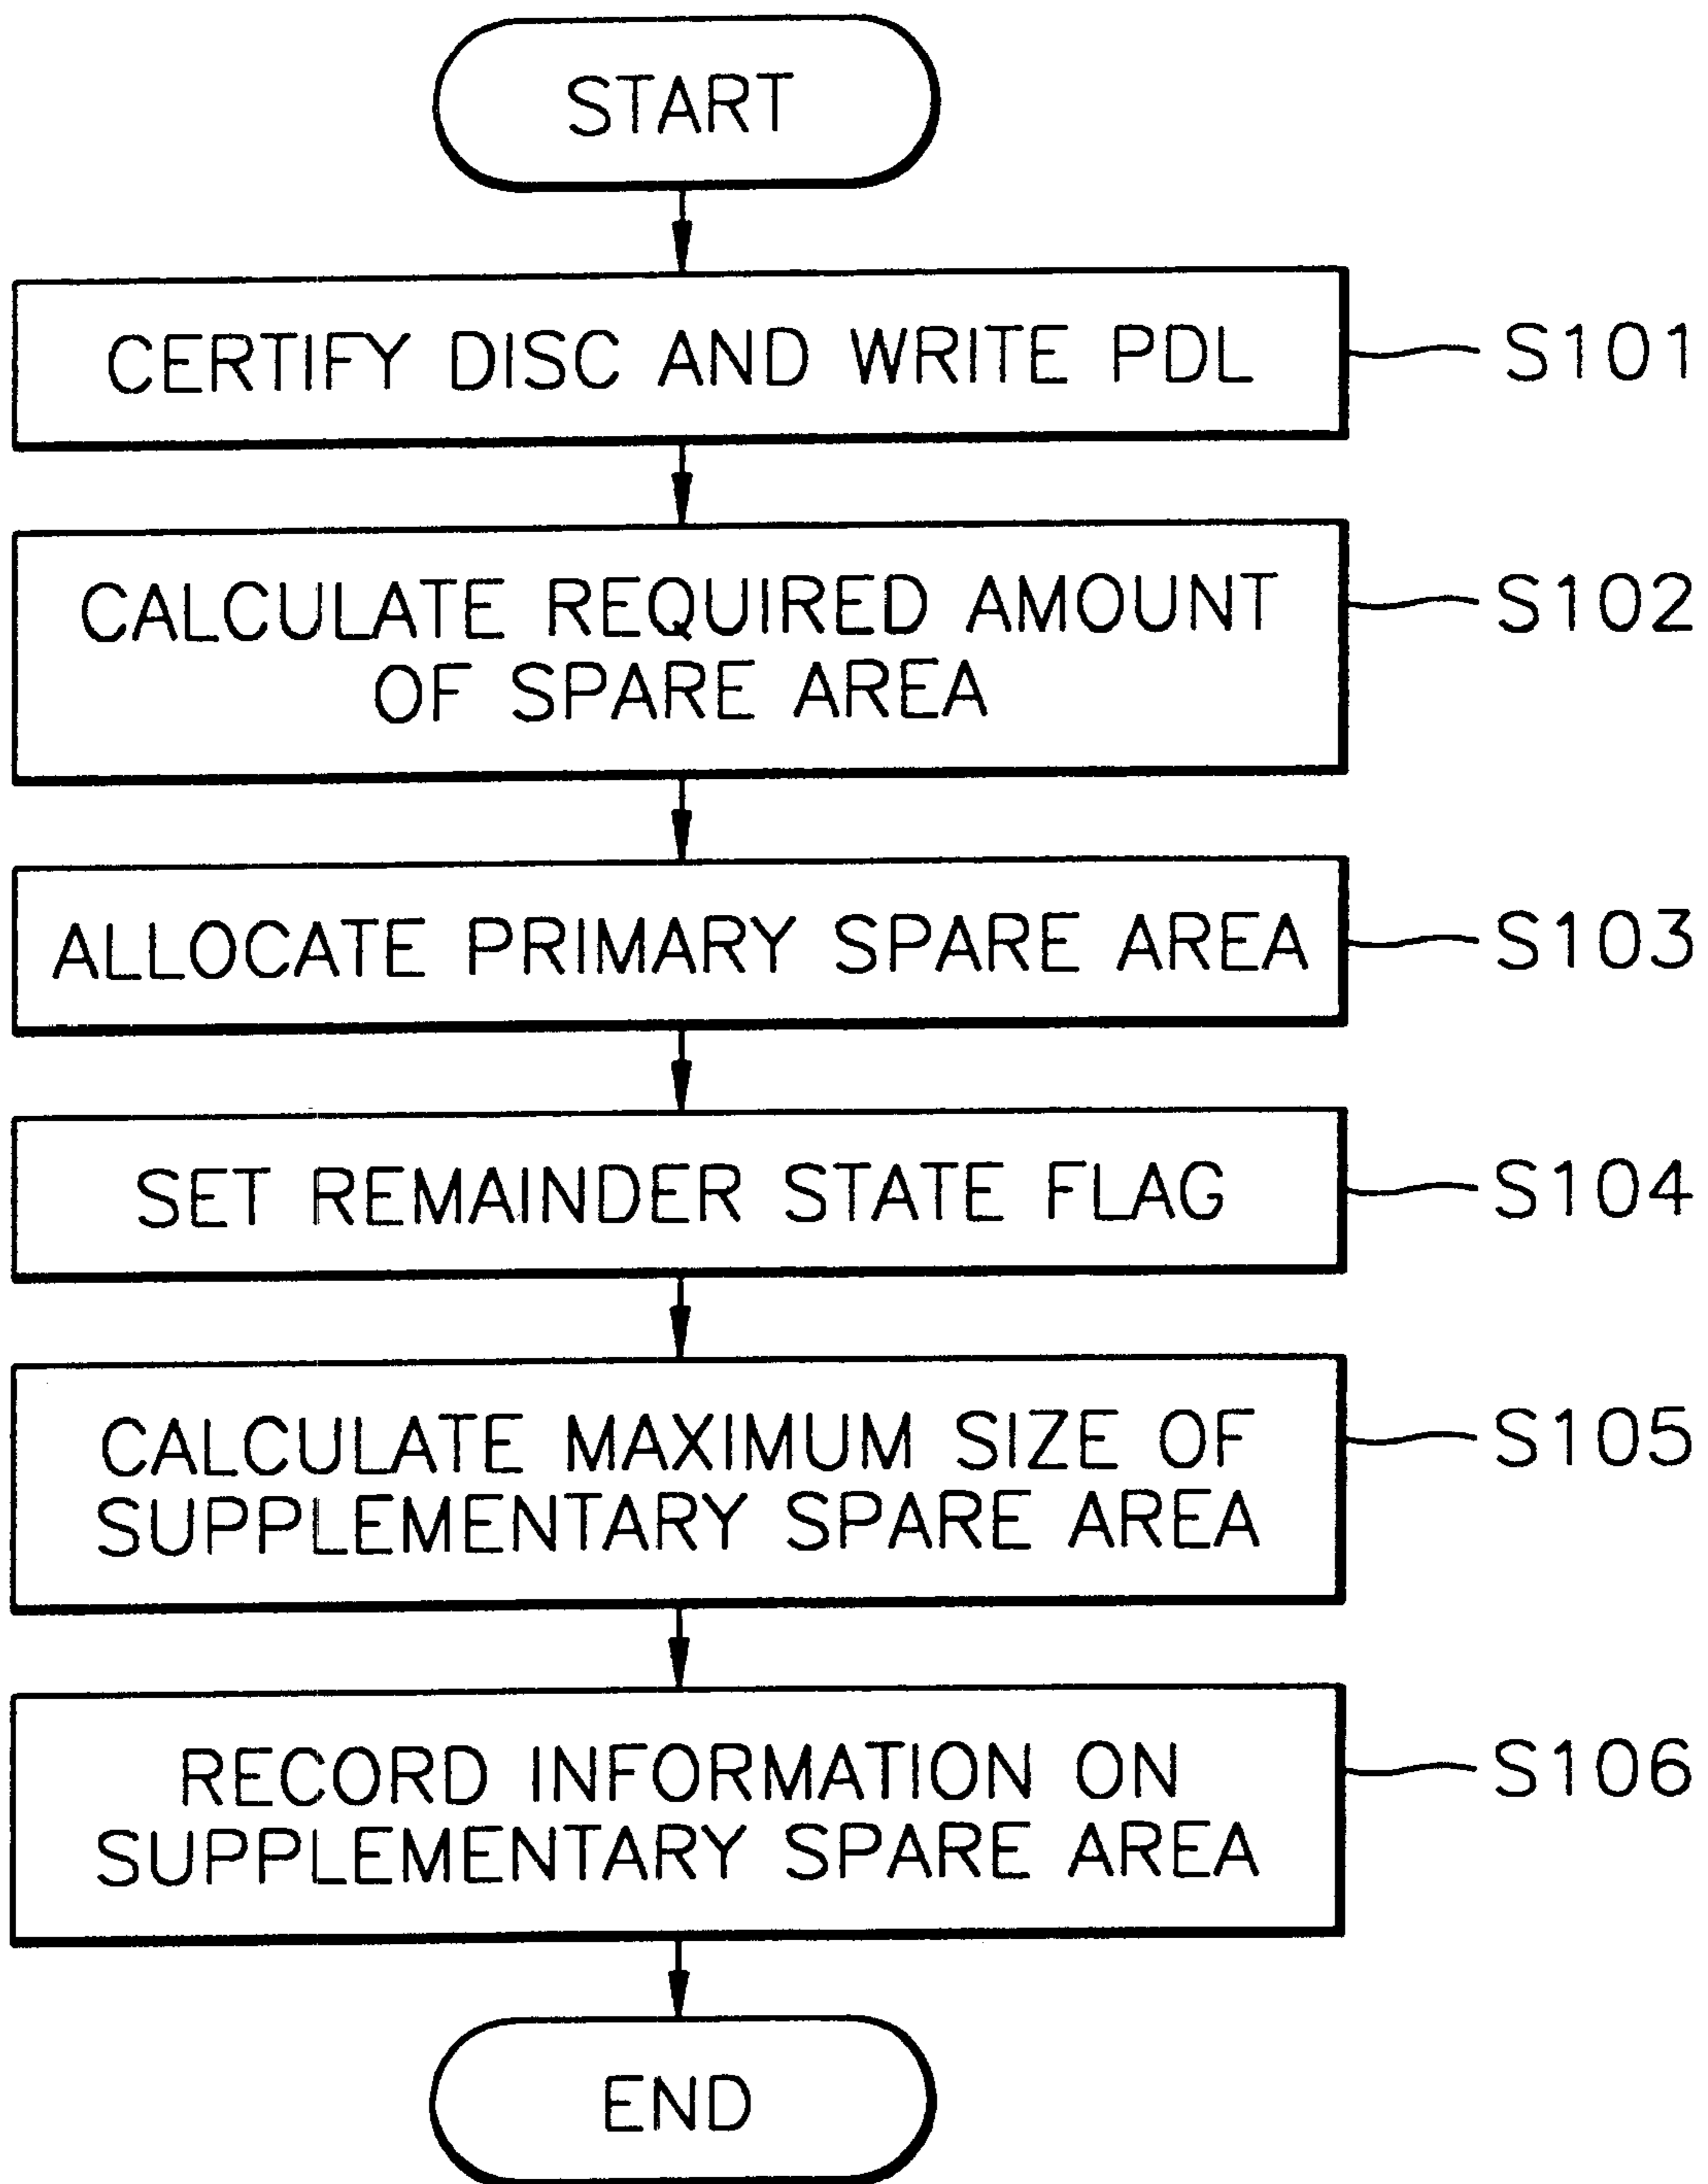 START
CERTIFY DISC AND WRITE PDL
S101
CALCULATE REQUIRED AMOUNT
OF SPARE AREA
S102
ALLOCATE PRIMARY SPARE AREA
S103
SET REMAINDER STATE FLAG
S104
CALCULATE MAXIMUM SIZE OF
SUPPLEMENTARY SPARE AREA
S105
RECORD INFORMATION ON
SUPPLEMENTARY SPARE AREA
S106
END